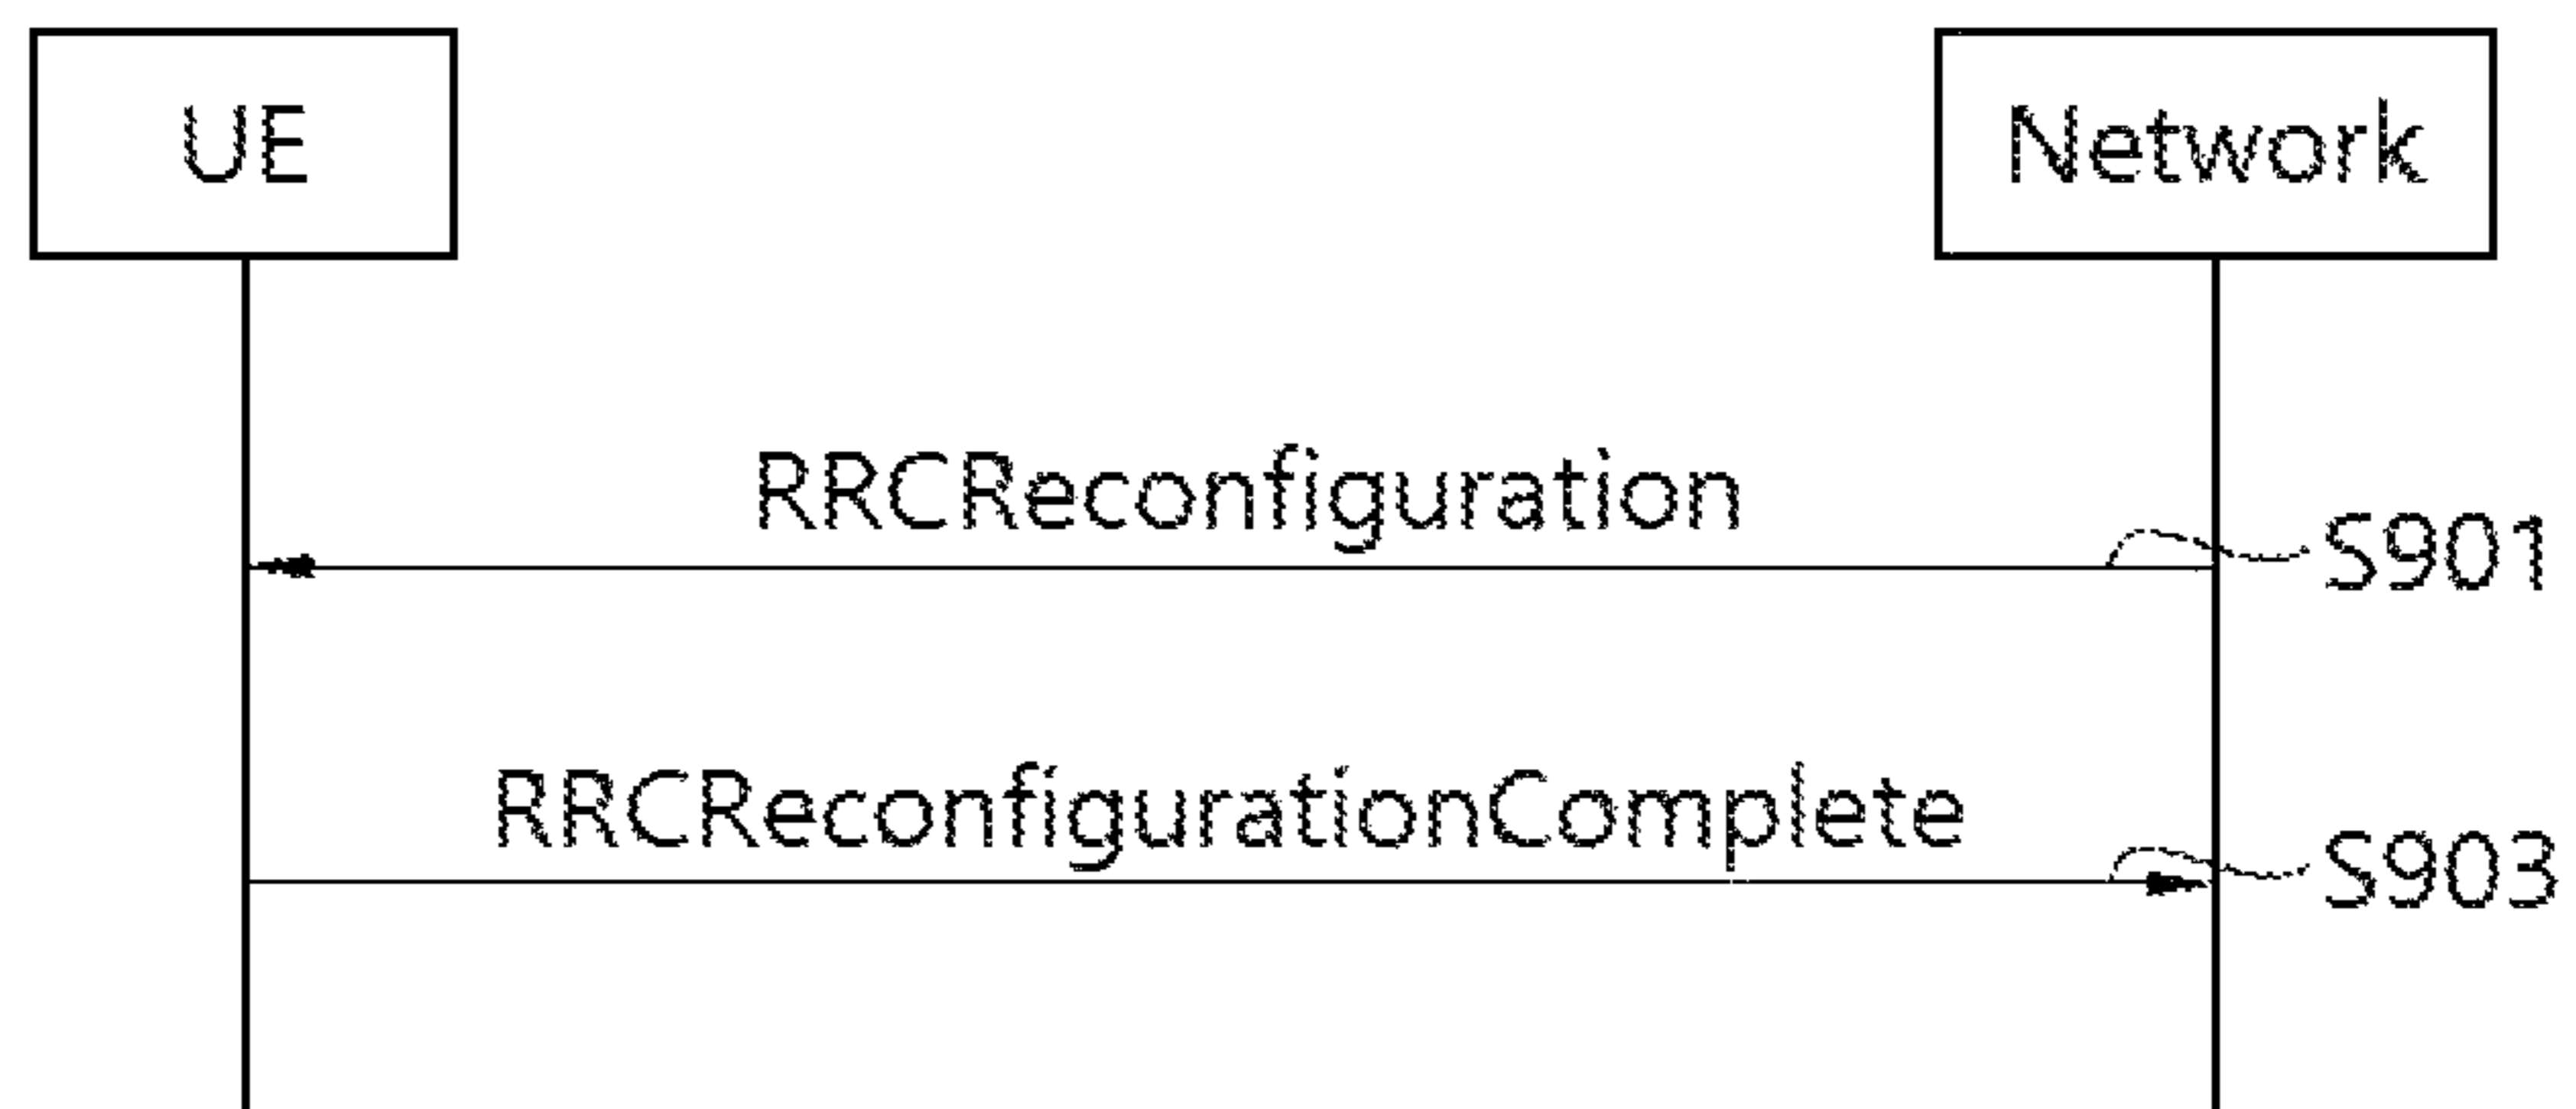 UE
Network
RRCReconfiguration
S901
RRCReconfigurationComplete
S903